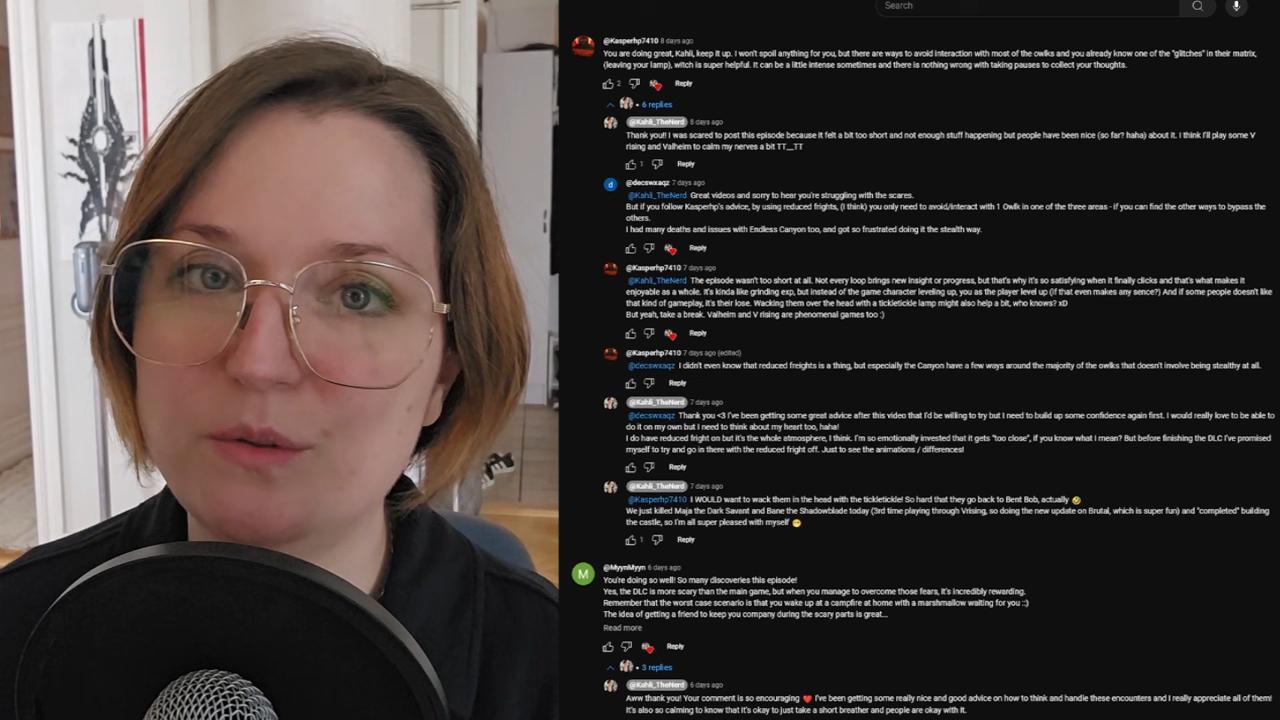 Search
@Kasperhp7410 8 days ago
You are doing great, Kahli, keep it up. I won't spoil anything for you, but there are ways to avoid interaction with most of the owlks and you already know one of the "glitches" in their matrix,
(leaving your lamp), witch is super helpful. It can be a little intense sometimes and there is nothing wrong with taking pauses to collect your thoughts.
2 Reply
• 6 replies
@Kahli_TheNerd 8 days ago
Thank you!! I was scared to post this episode because it felt a bit too short and not enough stuff happening but people have been nice (so far? haha) about it. I think I'll play some V
rising and Valheim to calm my nerves a bit TT__TT
1 Reply
d
@decswxaqz 7 days ago
@Kahli_TheNerd Great videos and sorry to hear you're struggling with the scares.
But if you follow Kasperhp's advice, by using reduced frights, (I think) you only need to avoid/interact with 1 Owlk in one of the three areas - if you can find the other ways to bypass the
others.
I had many deaths and issues with Endless Canyon too, and got so frustrated doing it the stealth way.
Reply
@Kasperhp7410 7 days ago
@Kahli_TheNerd The episode wasn't too short at all. Not every loop brings new insight or progress, but that's why it's so satisfying when it finally clicks and that's what makes it
enjoyable as a whole. It's kinda like grinding exp, but instead of the game character leveling up, you as the player level up (if that even makes any sence?) And if some people doesn't like
that kind of gameplay, it's their lose. Wacking them over the head with a tickletickle lamp might also help a bit, who knows? xD
But yeah, take a break. Valheim and V rising are phenomenal games too :)
Reply
@Kasperhp7410 7 days ago (edited)
@decswxaqz I didn't even know that reduced freights is a thing, but especially the Canyon have a few ways around the majority of the owlks that doesn't involve being stealthy at all.
Reply
@Kahli_TheNerd 7 days ago
@decswxaqz Thank you <3 I've been getting some great advice after this video that I'd be willing to try but I need to build up some confidence again first. I would really love to be able to
do it on my own but I need to think about my heart too, haha!
I do have reduced fright on but it's the whole atmosphere, I think. I'm so emotionally invested that it gets "too close", if you know what I mean? But before finishing the DLC I've promised
myself to try and go in there with the reduced fright off. Just to see the animations / differences!
Reply
@Kahli_TheNerd 7 days ago
@Kasperhp7410 I WOULD want to wack them in the head with the tickletickle! So hard that they go back to Bent Bob, actually 🤣
We just killed Maja the Dark Savant and Bane the Shadowblade today (3rd time playing through Vrising, so doing the new update on Brutal, which is super fun) and "completed" building
the castle, so I'm all super pleased with myself 😁
1 Reply
M
@MyynMyyn 6 days ago
You're doing so well! So many discoveries this episode!
Yes, the DLC is more scary than the main game, but when you manage to overcome those fears, it's incredibly rewarding.
Remember that the worst case scenario is that you wake up at a campfire at home with a marshmallow waiting for you :;)
The idea of getting a friend to keep you company during the scary parts is great...
Read more
Reply
• 3 replies
@Kahli_TheNerd 6 days ago
Aww thank you! Your comment is so encouraging ❤️ I've been getting some really nice and good advice on how to think and handle these encounters and I really appreciate all of them!
It's also so calming to know that it's okay to just take a short breather and people are okay with it.